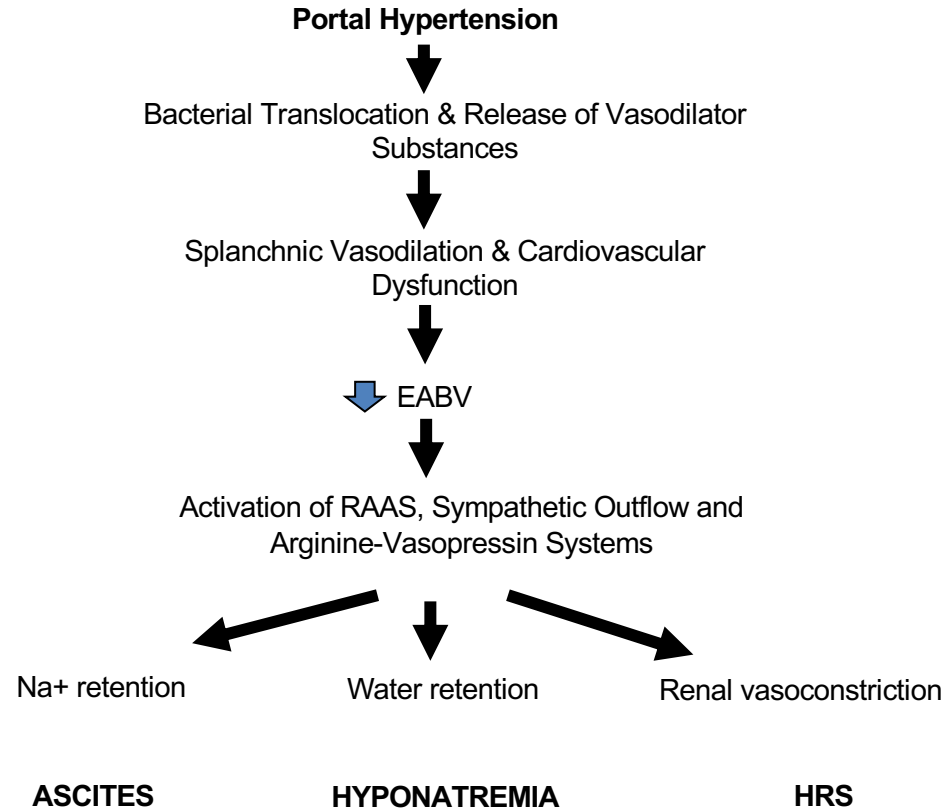 Portal Hypertension
Bacterial Translocation & Release of Vasodilator
Substances
Splanchnic Vasodilation & Cardiovascular
Dysfunction
EABV
Activation of RAAS, Sympathetic Outflow and
Arginine-Vasopressin Systems
Na+ retention
Water retention
Renal vasoconstriction
ASCITES
HYPONATREMIA
HRS